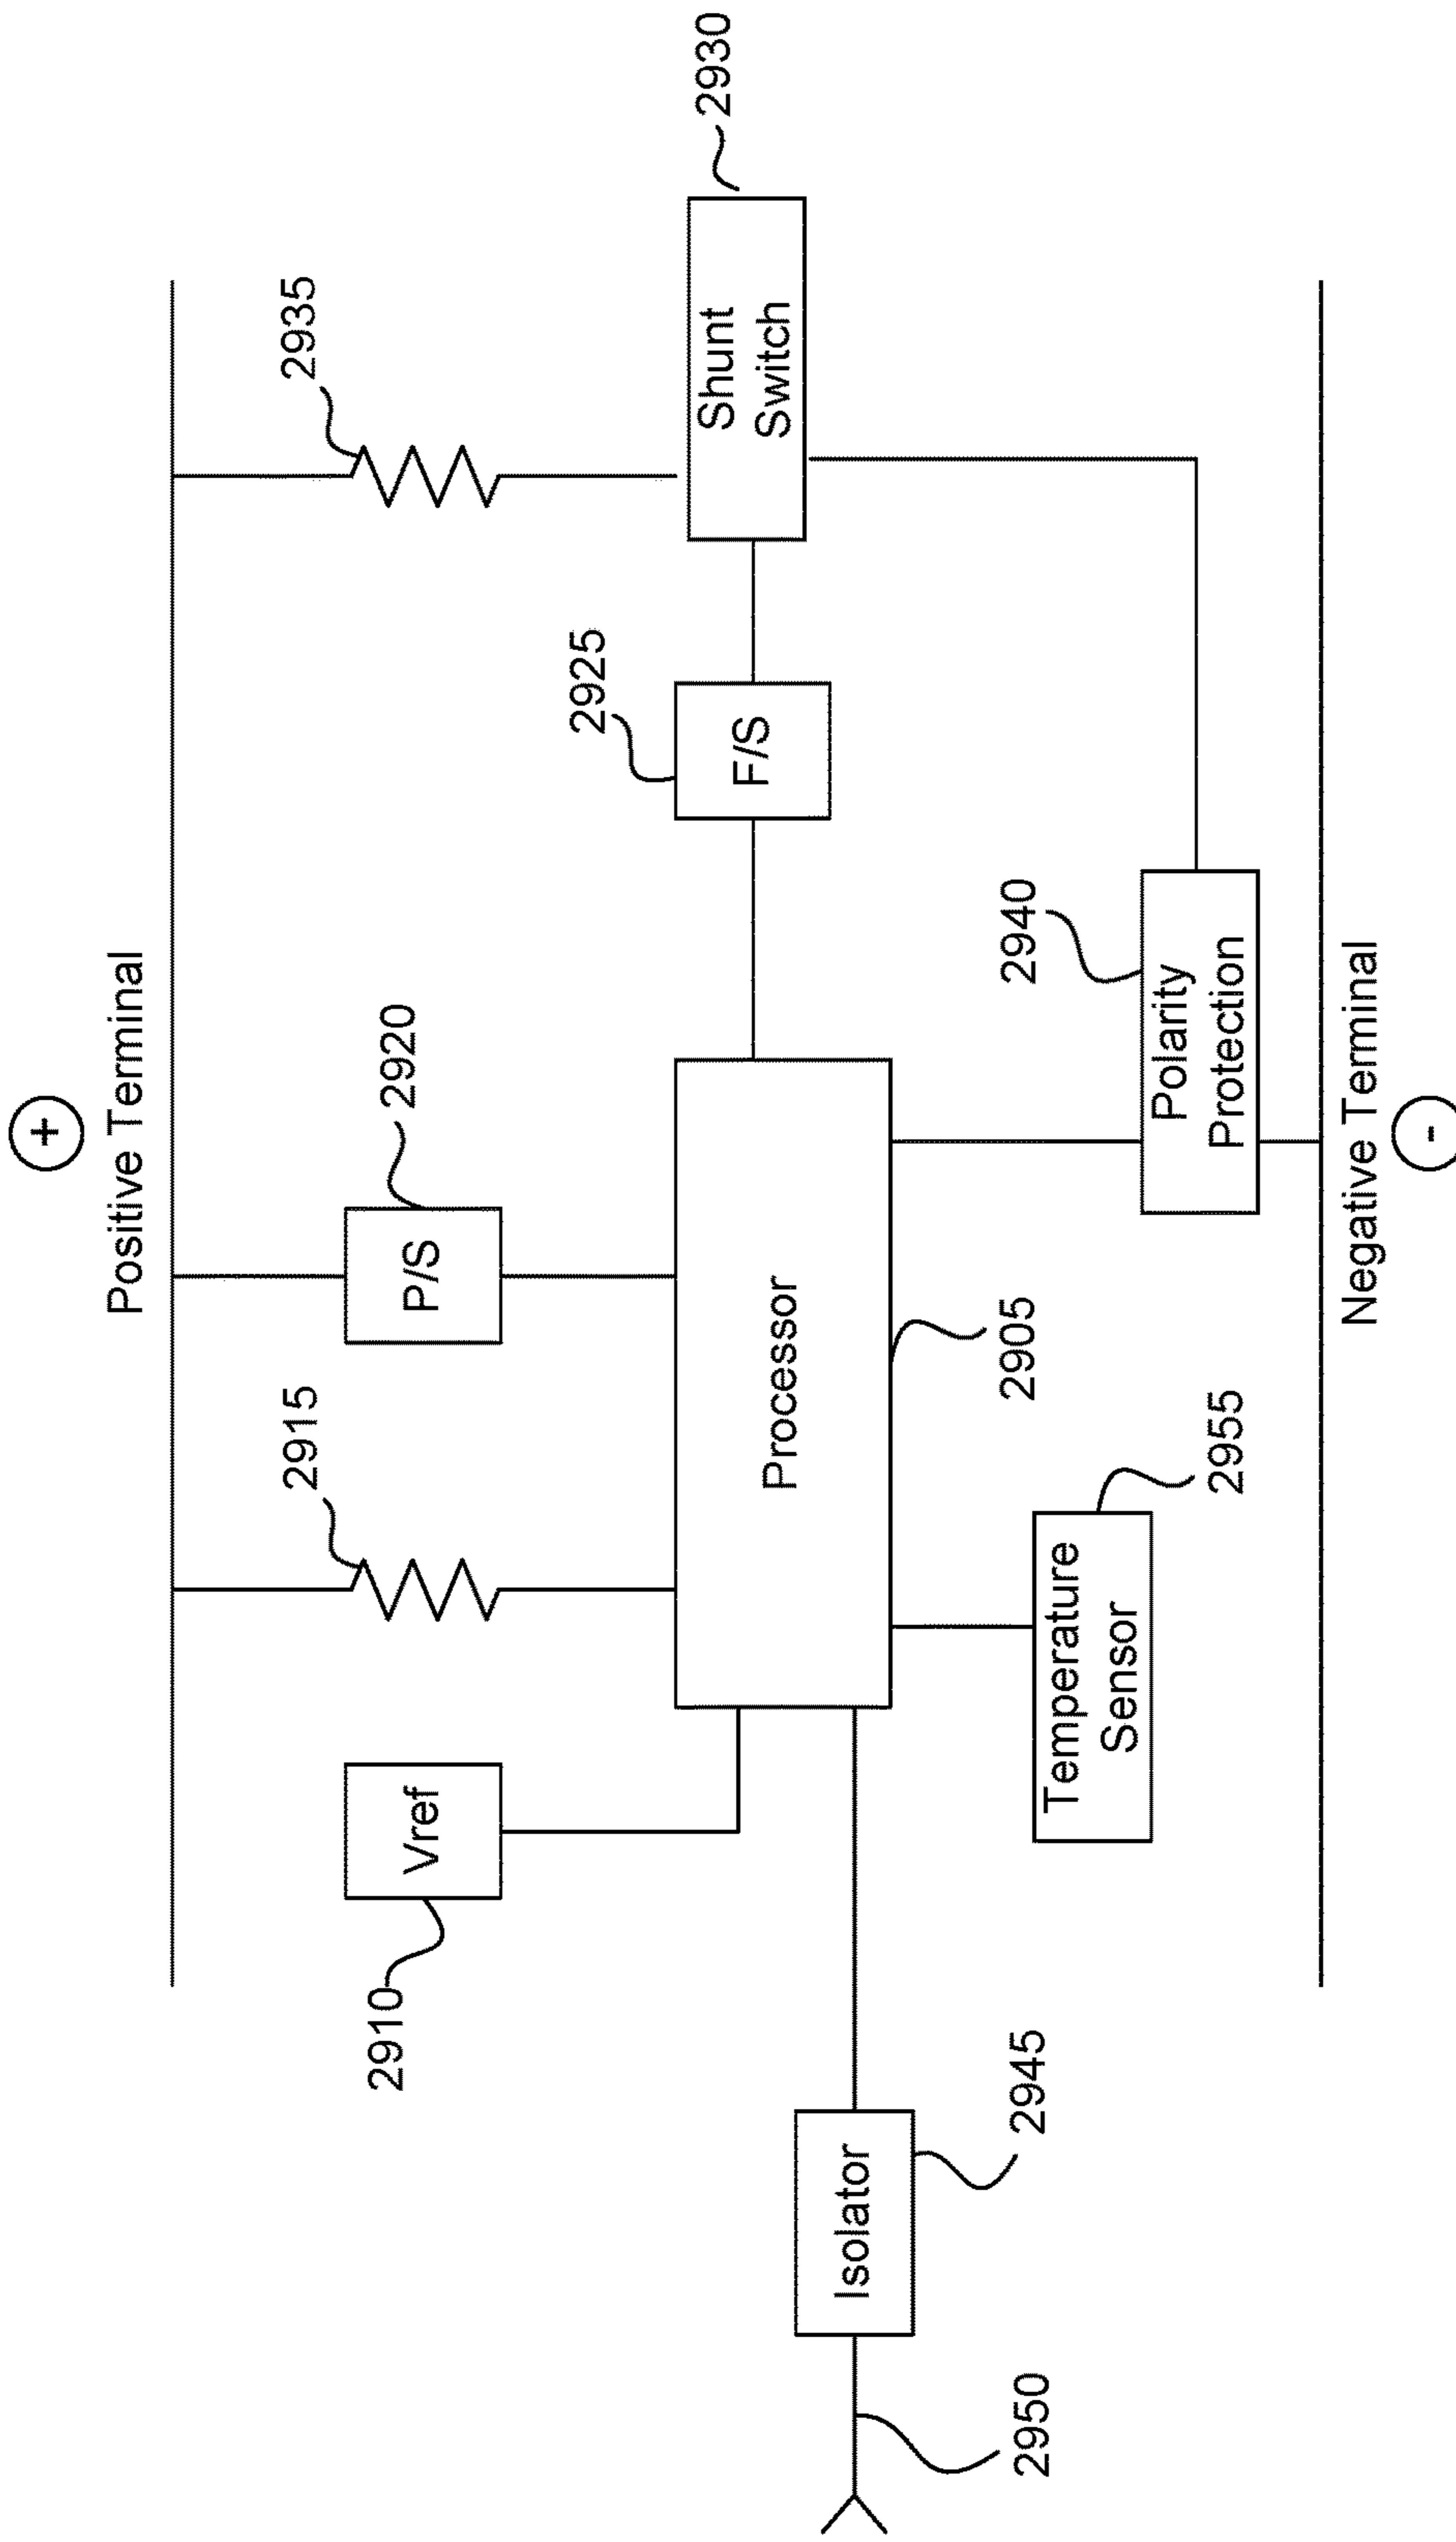 +
Positive Terminal
2910
Vref
2915
2920
P/S
2935
2925
F/S
2930
Shunt
Switch
Processor
2905
2940
Polarity
Protection
2950
Isolator
2945
Temperature
Sensor
2955
Negative Terminal
-